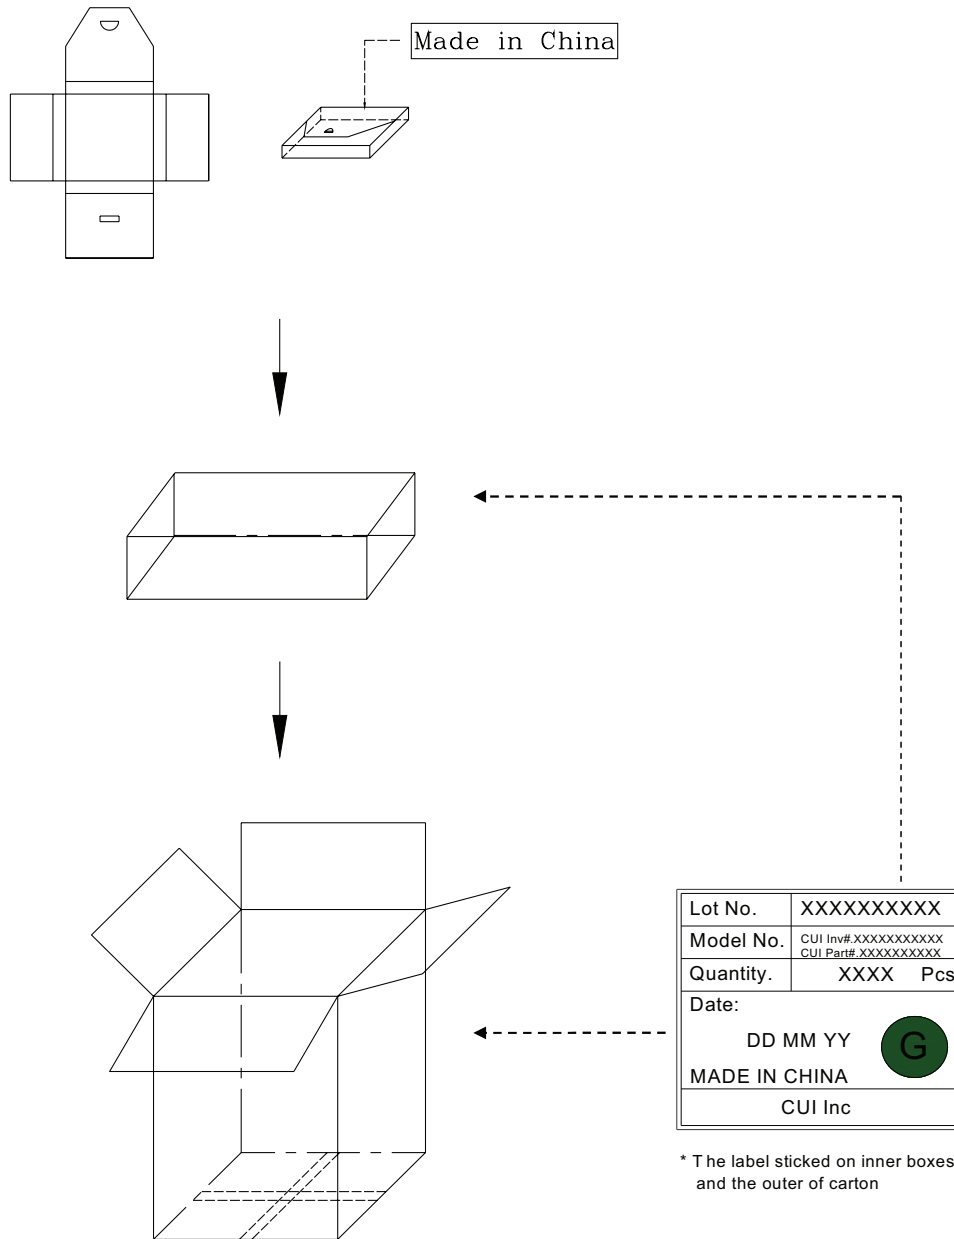 Made in China
Lot No. XXXXXXXXXX
Model No. CUI Inv#.XXXXXXXXXXX
CUI Part#.XXXXXXXXXX
Quantity. XXXX Pcs
Date:
DD MM YY
G
MADE IN CHINA
CUI Inc
* The label sticked on inner boxes
and the outer of carton